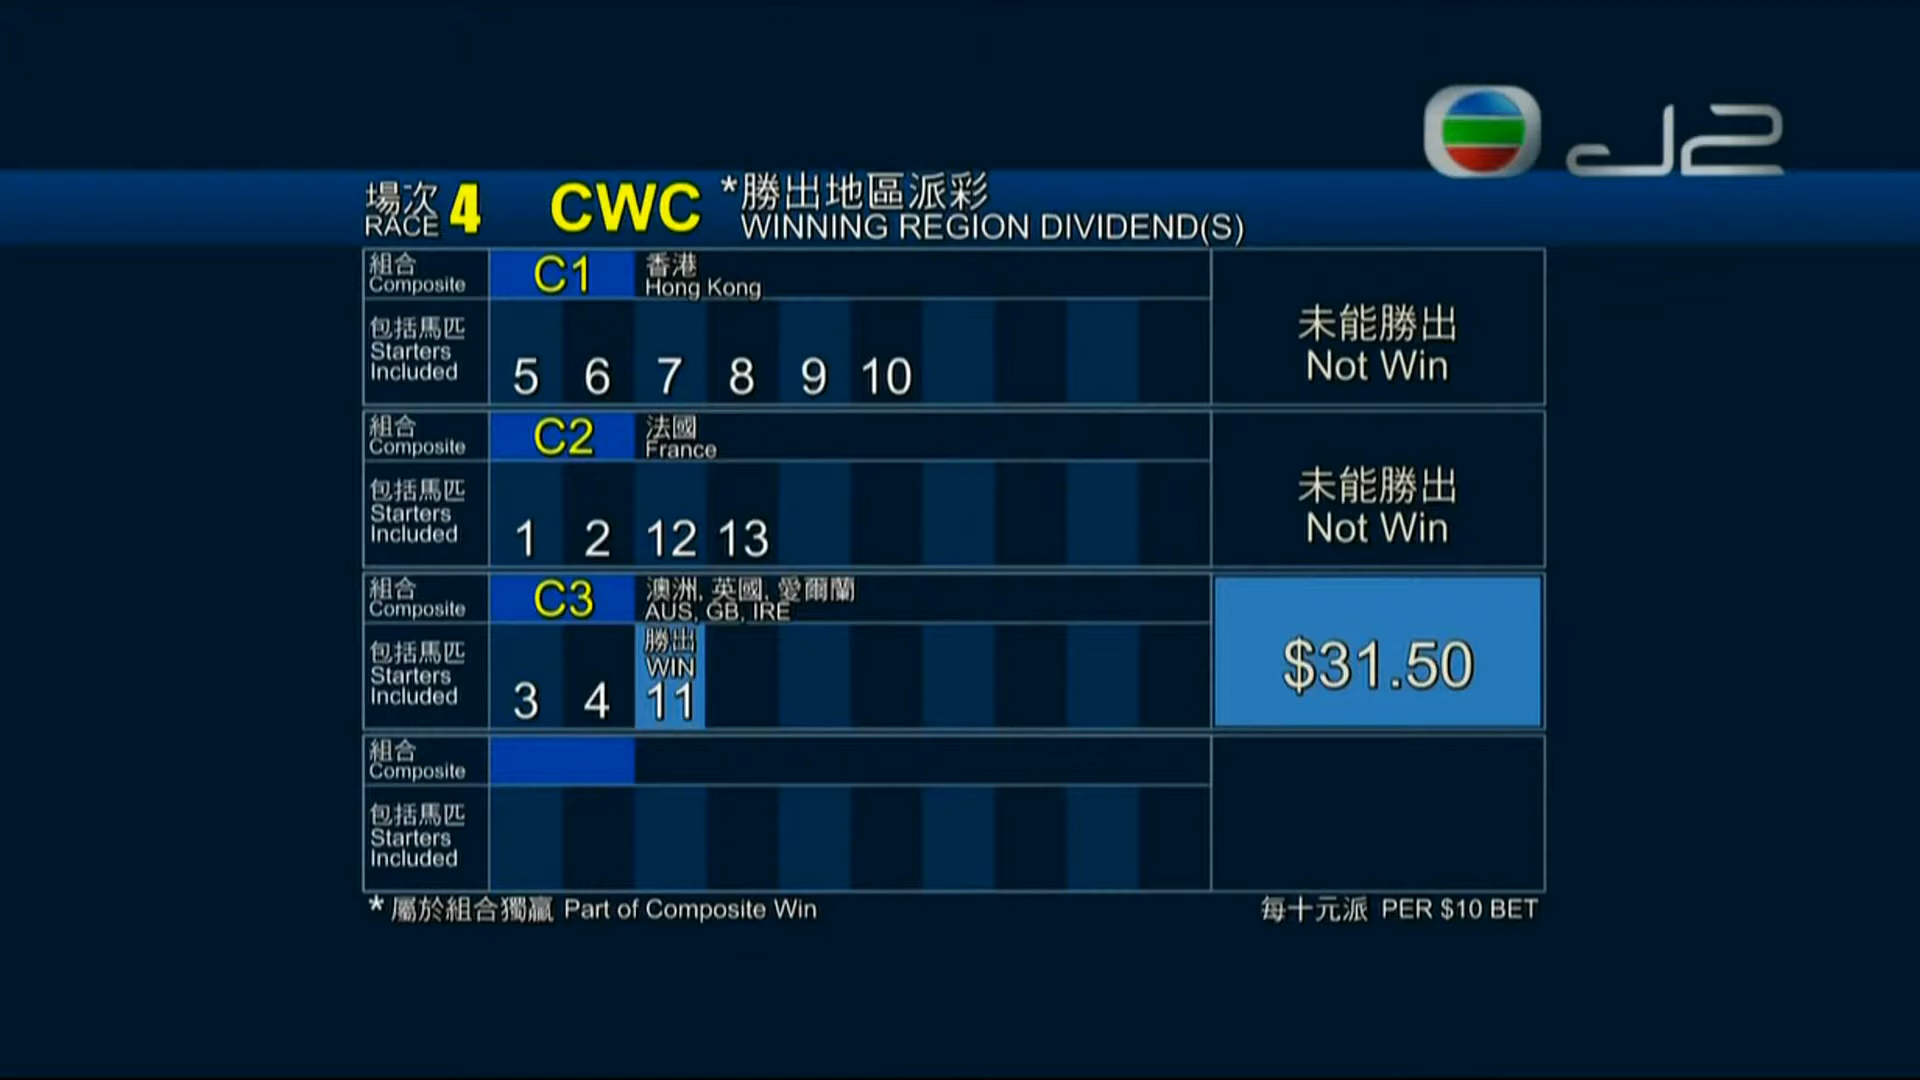 J2
場次 4 CWC *勝出地區派彩
RACE WINNING REGION DIVIDEND(S)
組合 C1 香港
Composite Hong Kong
包括馬匹 未能勝出
Starters Not Win
Included 5 6 7 8 9 10
組合 C2 法國
Composite France
包括馬匹 未能勝出
Starters Not Win
Included 1 2 12 13
組合 C3 澳洲, 英國, 愛爾蘭
Composite AUS, GB, IRE
勝出
包括馬匹 WIN $31.50
Starters
Included 3 4 11
組合
Composite
包括馬匹
Starters
Included
* 屬於組合獨贏 Part of Composite Win 每十元派 PER $10 BET